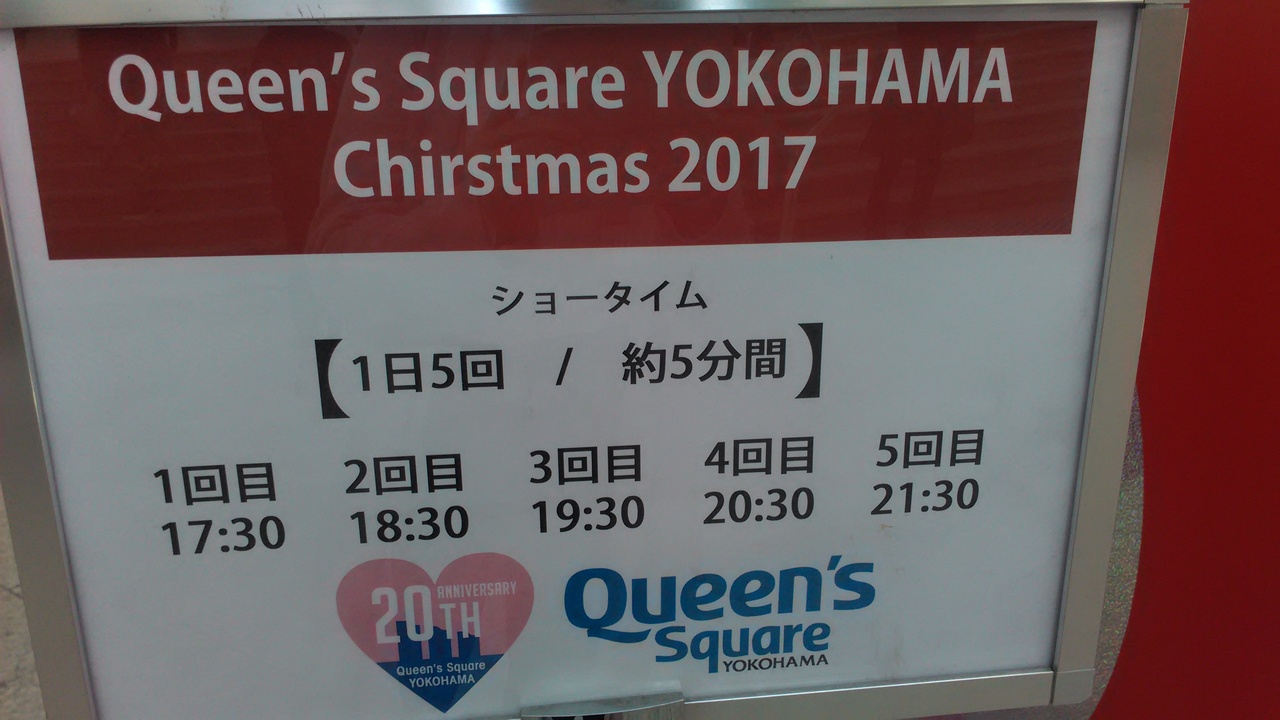 Queen's Square YOKOHAMA
Chirstmas 2017
ショータイム
【1日5回 / 約5分間】
1回目 2回目 3回目 4回目 5回目
17:30 18:30 19:30 20:30 21:30
20TH ANNIVERSARY
Queen's Square
YOKOHAMA
Queen's
Square
YOKOHAMA